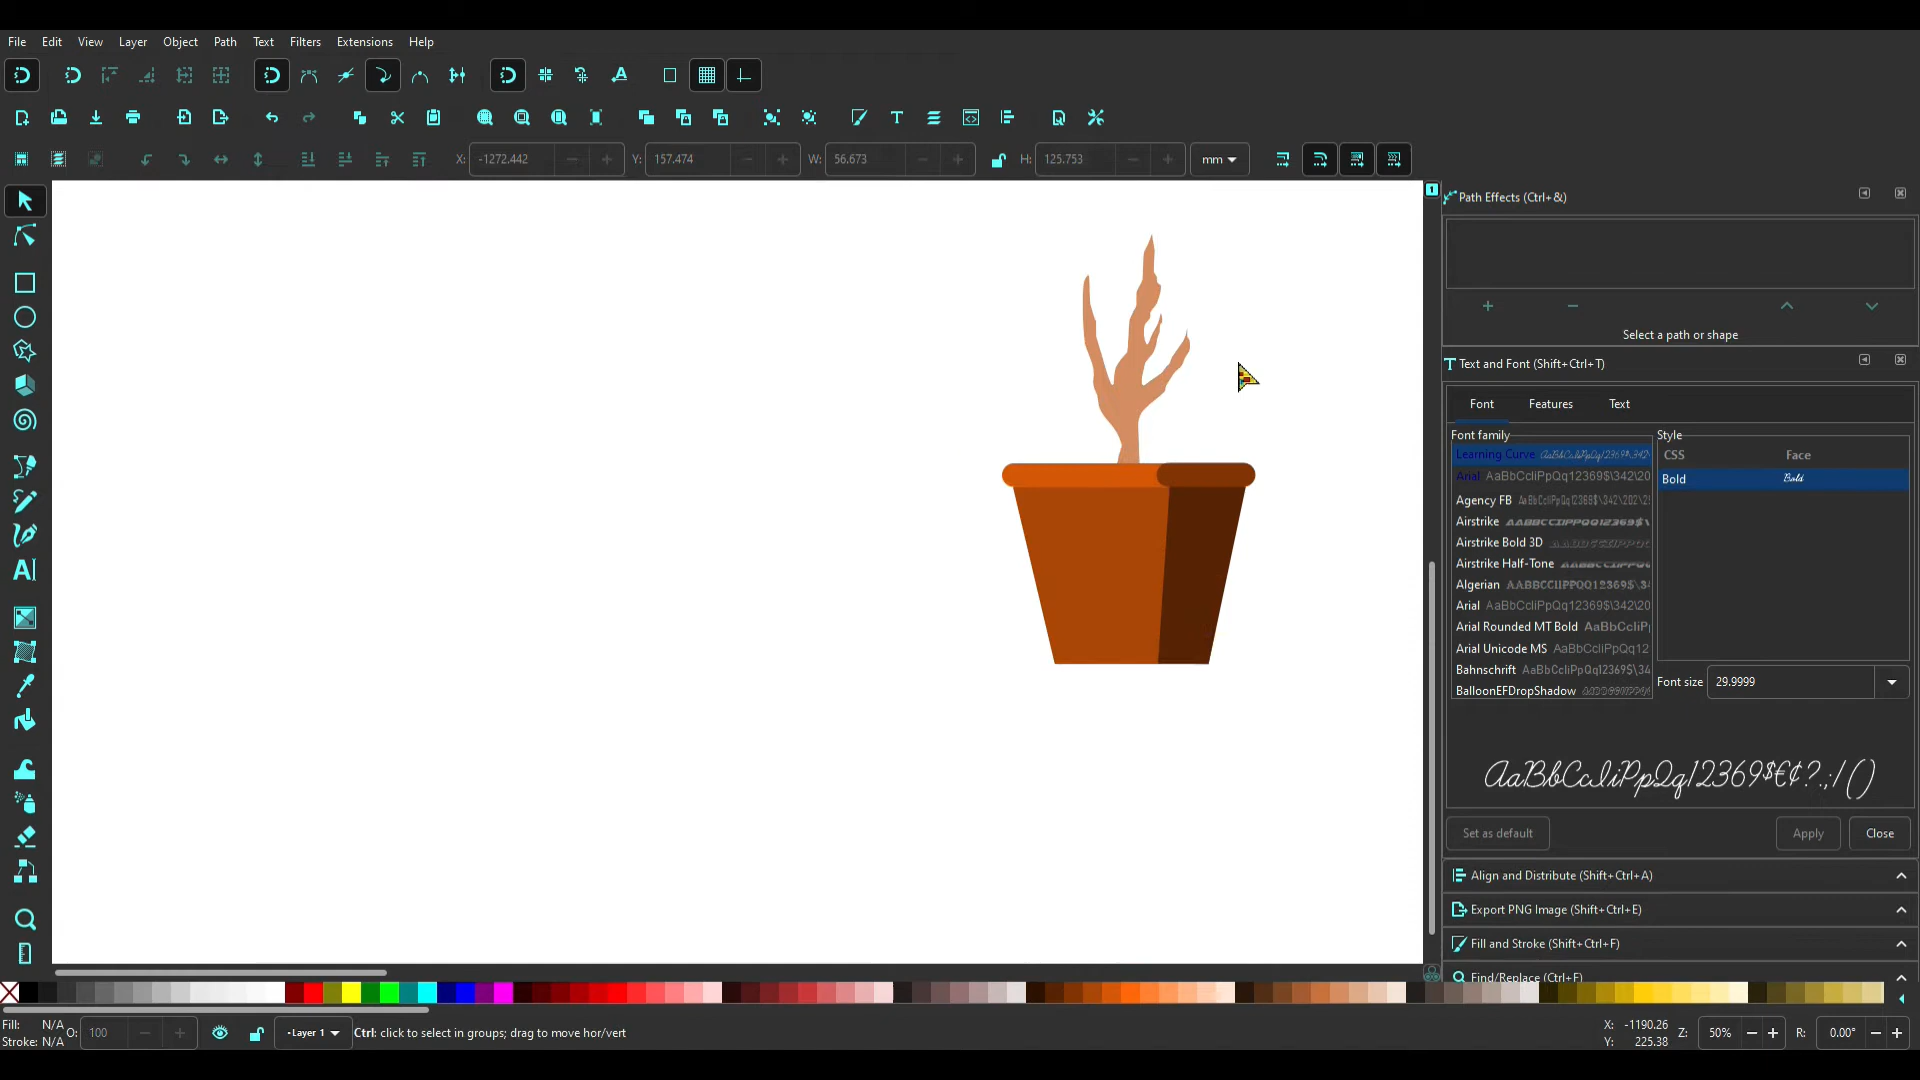 File Edit View Layer Object Path Text Filters Extensions Help
X: -1272.442 Y: 157.474 W: 56.673 H: 125.753 mm
Path Effects (Ctrl+&)
Select a path or shape
Text and Font (Shift+Ctrl+T)
Font Features Text
Font family Style
CSS Face
Learning Curve
Bold Bold
Arial AaBbCcIiPpQq12369$\342\20
Agency FB
Airstrike
Airstrike Bold 3D
Airstrike Half-Tone
Algerian AABBCCIIPPQQ12369$\3
Arial AaBbCcIiPpQq12369$\342\20
Arial Rounded MT Bold AaBbCcIiP
Arial Unicode MS AaBbCcIiPpQq12
Bahnschrift AaBbCcIiPpQq12369$\34
BalloonEFDropShadow
Font size 29.9999
AaBbCcIiPpQq12369$€¢?.;/()
Set as default Apply Close
Align and Distribute (Shift+Ctrl+A)
Export PNG Image (Shift+Ctrl+E)
Fill and Stroke (Shift+Ctrl+F)
Find/Replace (Ctrl+F)
Fill: N/A O: 100 -Layer 1 Ctrl: click to select in groups; drag to move hor/vert X: -1190.26 Z: 50% R: 0.00°
Stroke: N/A Y: 225.38